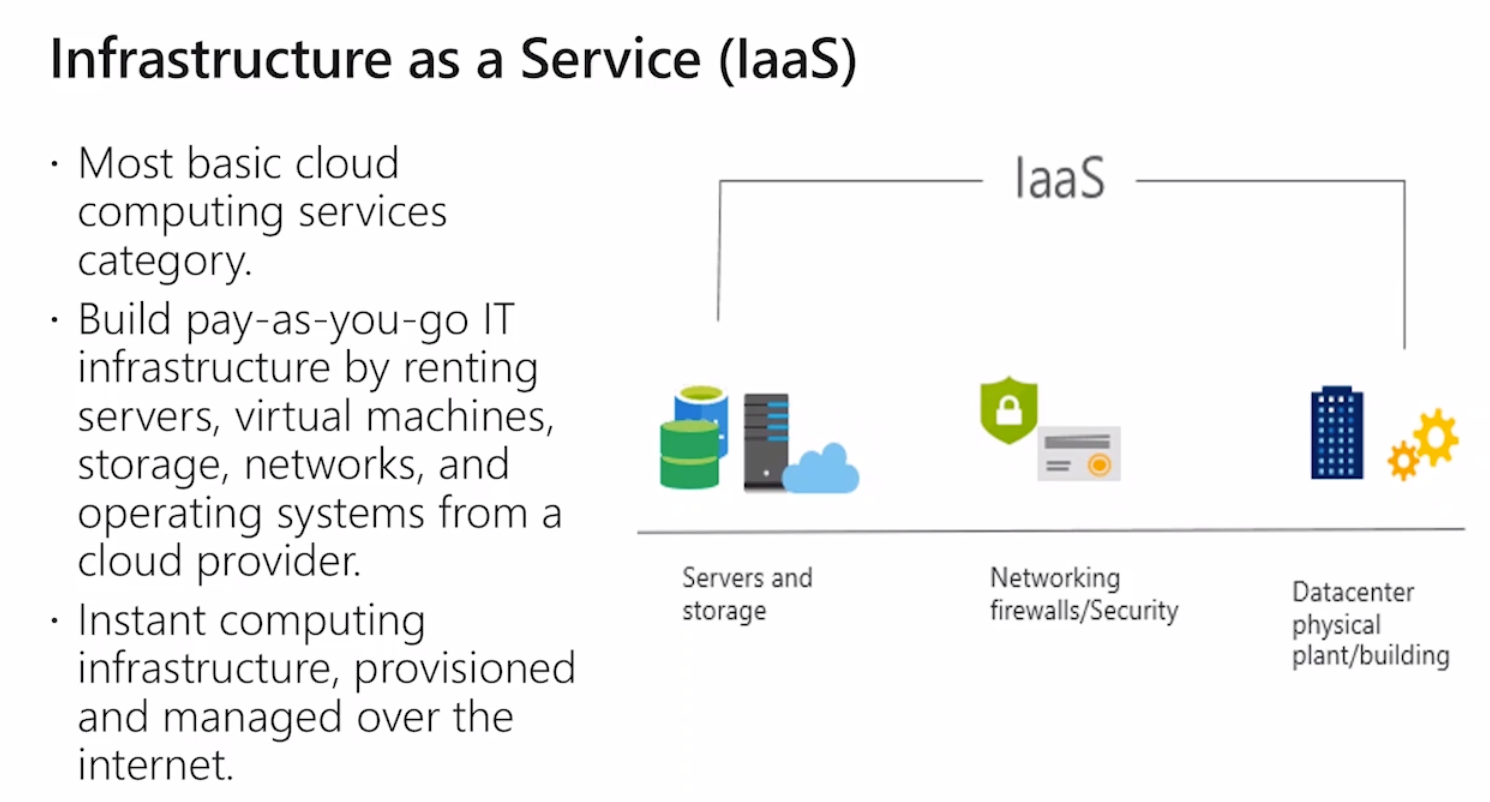 Infrastructure as a Service (IaaS)
· Most basic cloud
computing services
category.
· Build pay-as-you-go IT
infrastructure by renting
servers, virtual machines,
storage, networks, and
operating systems from a
cloud provider.
· Instant computing
infrastructure, provisioned
and managed over the
internet.
IaaS
Servers and
storage
Networking
firewalls/Security
Datacenter
physical
plant/building